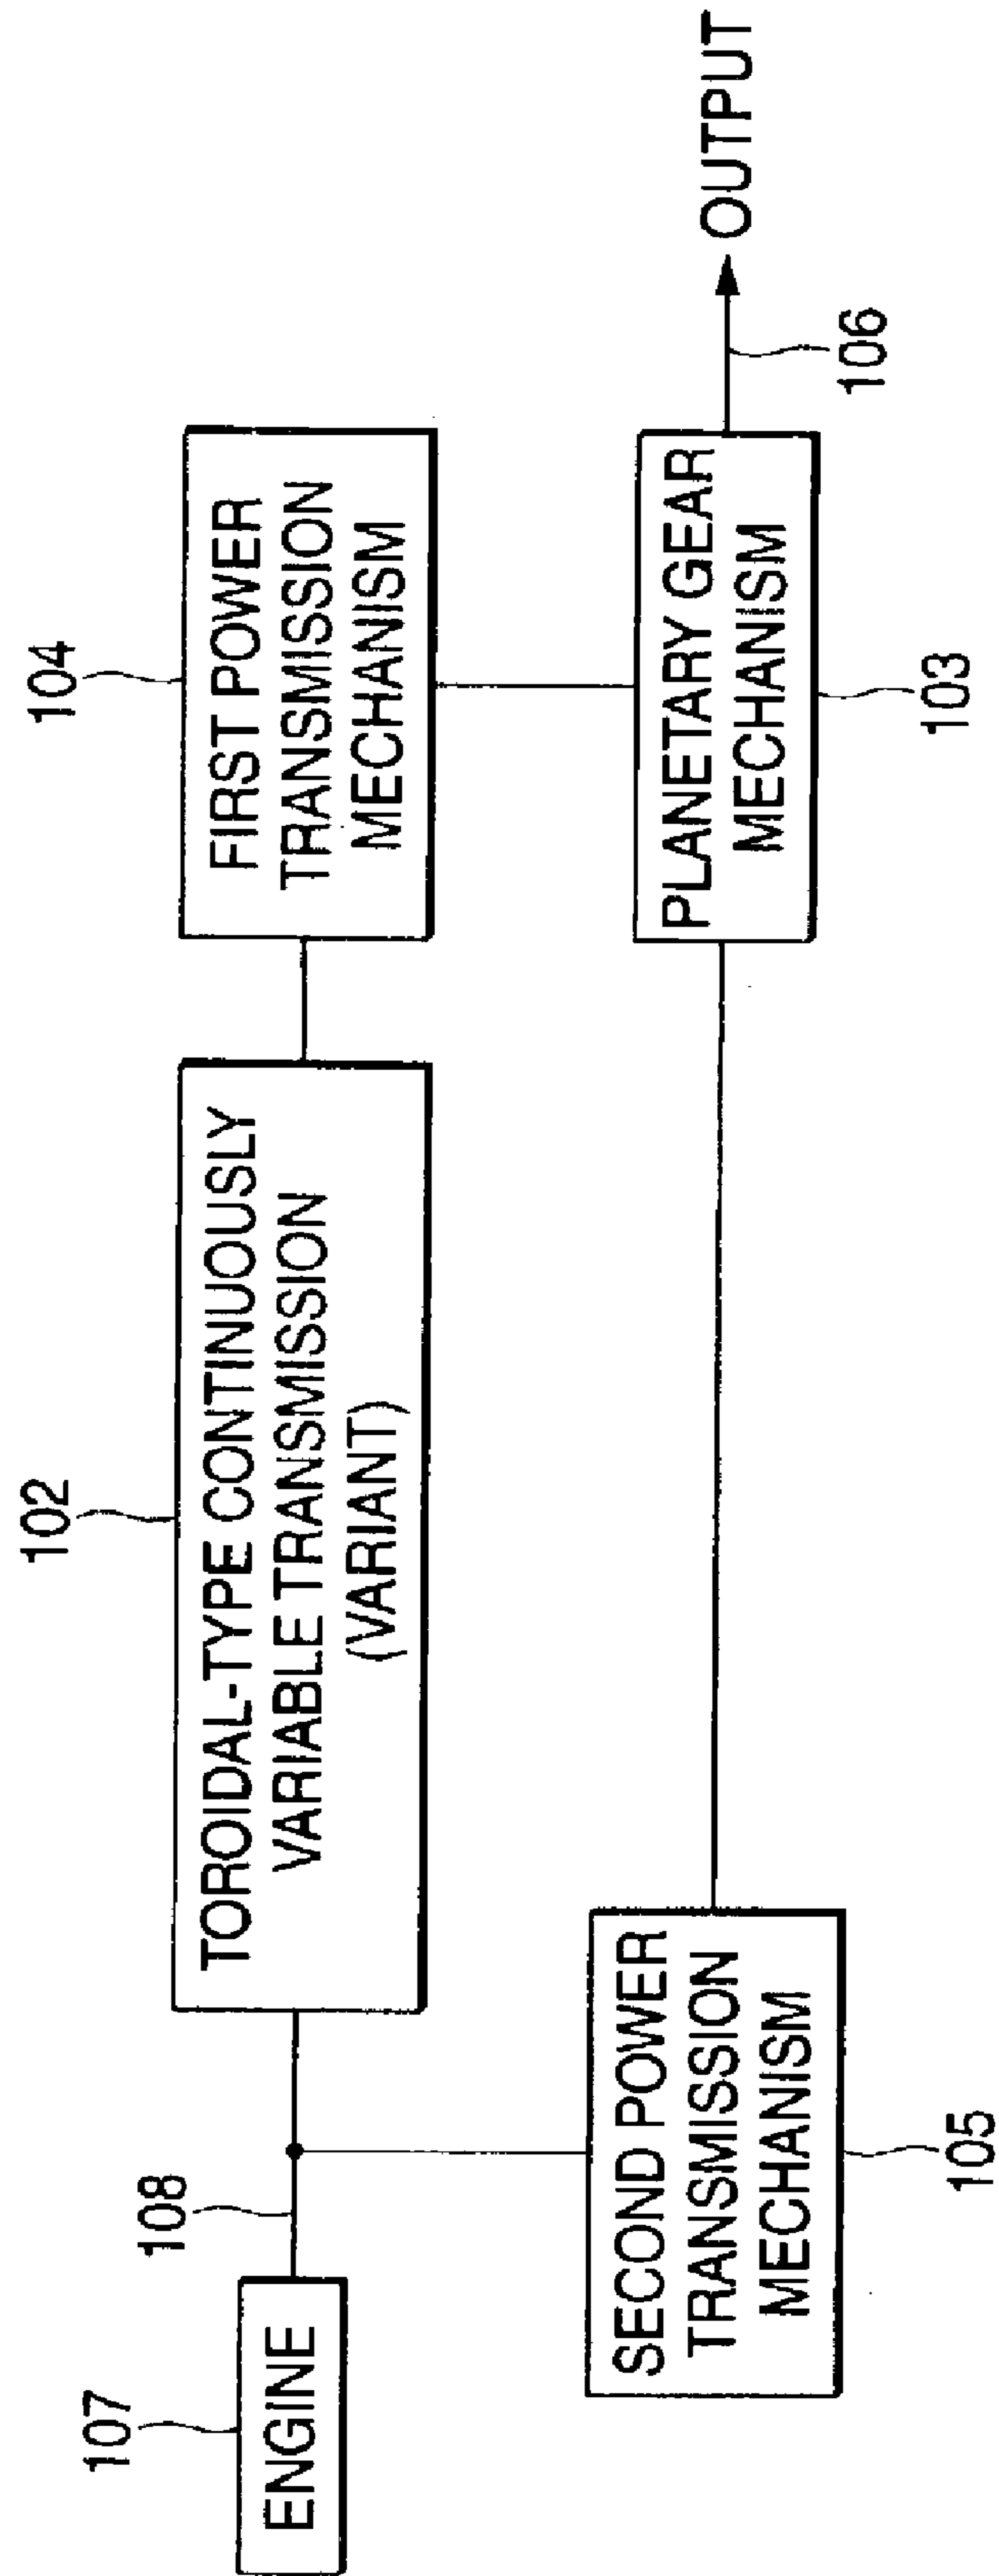 107
ENGINE
108
102
TOROIDAL-TYPE CONTINUOUSLY
VARIABLE TRANSMISSION
(VARIANT)
104
FIRST POWER
TRANSMISSION
MECHANISM
SECOND POWER
TRANSMISSION
MECHANISM
105
PLANETARY GEAR
MECHANISM
103
106
OUTPUT